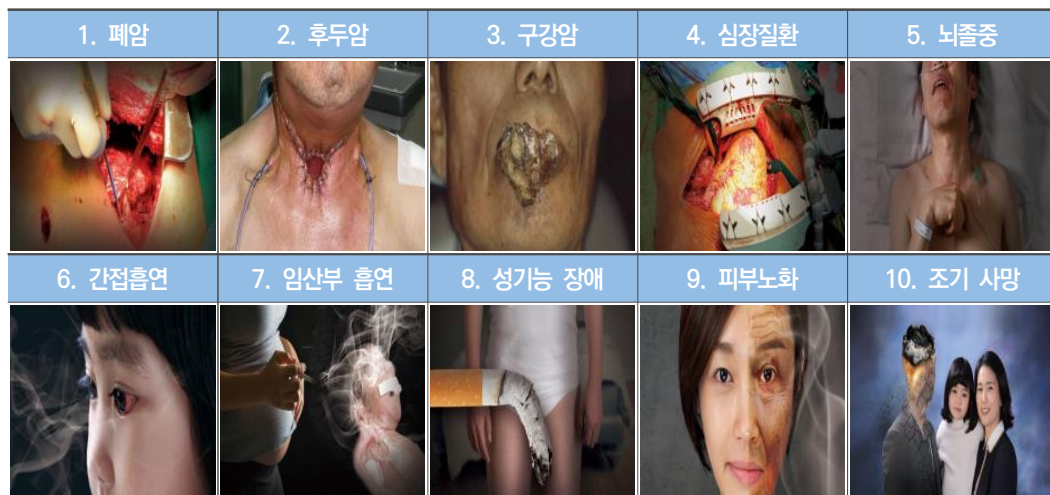 1. 폐암
2. 후두암
3. 구강암
4. 심장질환
5. 뇌졸중
6. 간접흡연
7. 임산부 흡연
8. 성기능 장애
9. 피부노화
10. 조기 사망